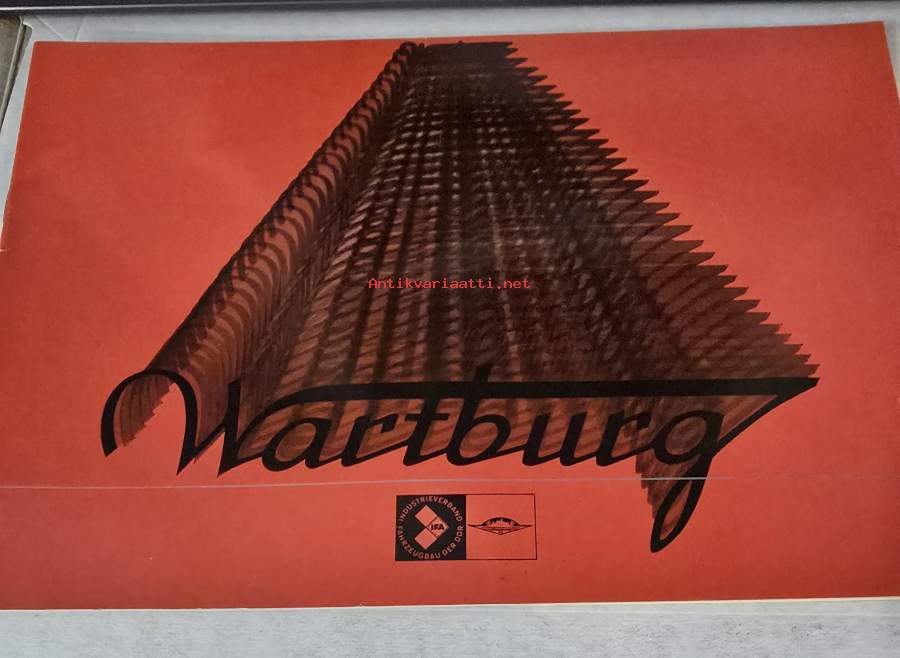 Antikvariaatti.net
Wartburg
INDUSTRIEVERBAND
FAHRZEUGBAU DER DDR
IFA